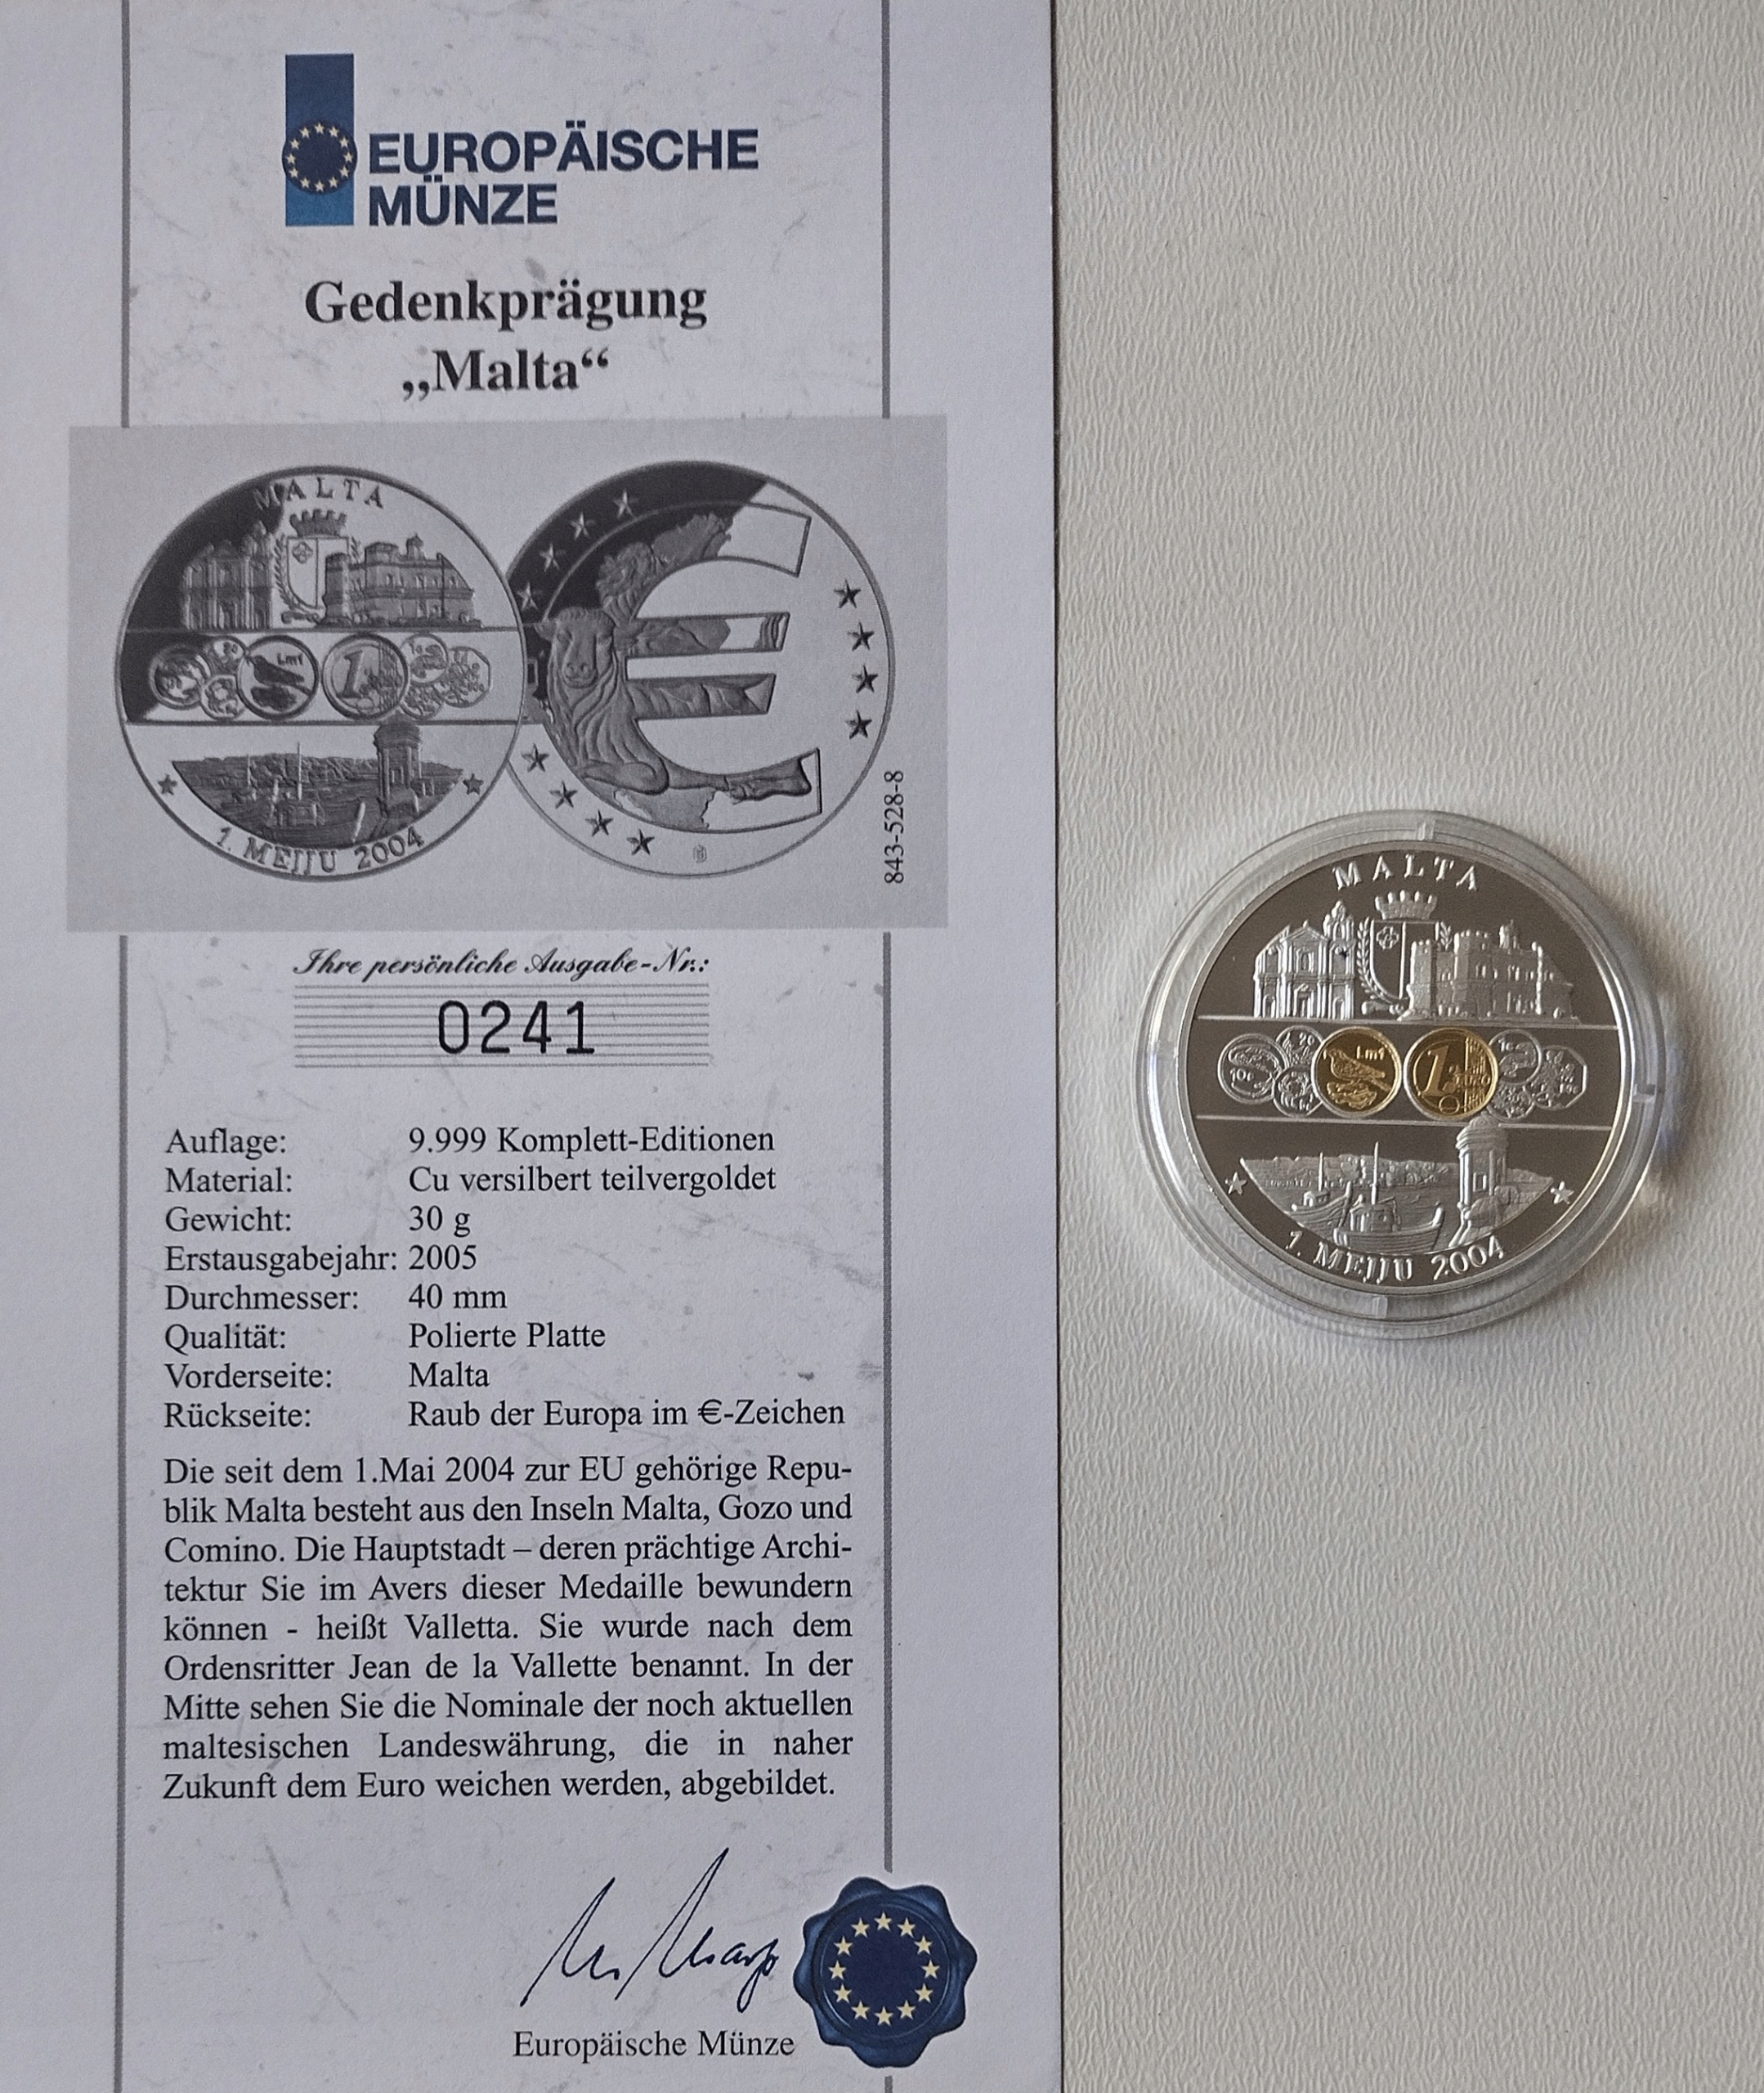 EUROPÄISCHE
MÜNZE
Gedenkprägung
„Malta“
MALTA
Lm1
1
1. MEJJU 2004
843-528-8
Ihre persönliche Ausgabe-Nr.:
0241
Auflage: 9.999 Komplett-Editionen
Material: Cu versilbert teilvergoldet
Gewicht: 30 g
Erstausgabejahr: 2005
Durchmesser: 40 mm
Qualität: Polierte Platte
Vorderseite: Malta
Rückseite: Raub der Europa im €-Zeichen
Die seit dem 1.Mai 2004 zur EU gehörige Repu-
blik Malta besteht aus den Inseln Malta, Gozo und
Comino. Die Hauptstadt – deren prächtige Archi-
tektur Sie im Avers dieser Medaille bewundern
können - heißt Valletta. Sie wurde nach dem
Ordensritter Jean de la Vallette benannt. In der
Mitte sehen Sie die Nominale der noch aktuellen
maltesischen Landeswährung, die in naher
Zukunft dem Euro weichen werden, abgebildet.
Europäische Münze
MALTA
10c Lm1 1 EURO
1. MEJJU 2004